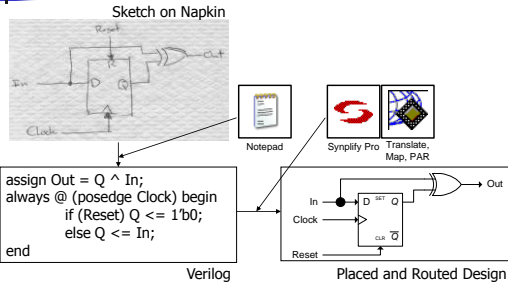 Sketch on Napkin
Reset
R
In
D Q
Out
Clock
Notepad
Synplify Pro
Translate,
Map, PAR
assign Out = Q ^ In;
always @ (posedge Clock) begin
if (Reset) Q <= 1'b0;
else Q <= In;
end
Verilog
In
Clock
Reset
D SET Q
CLR Q
Out
Placed and Routed Design